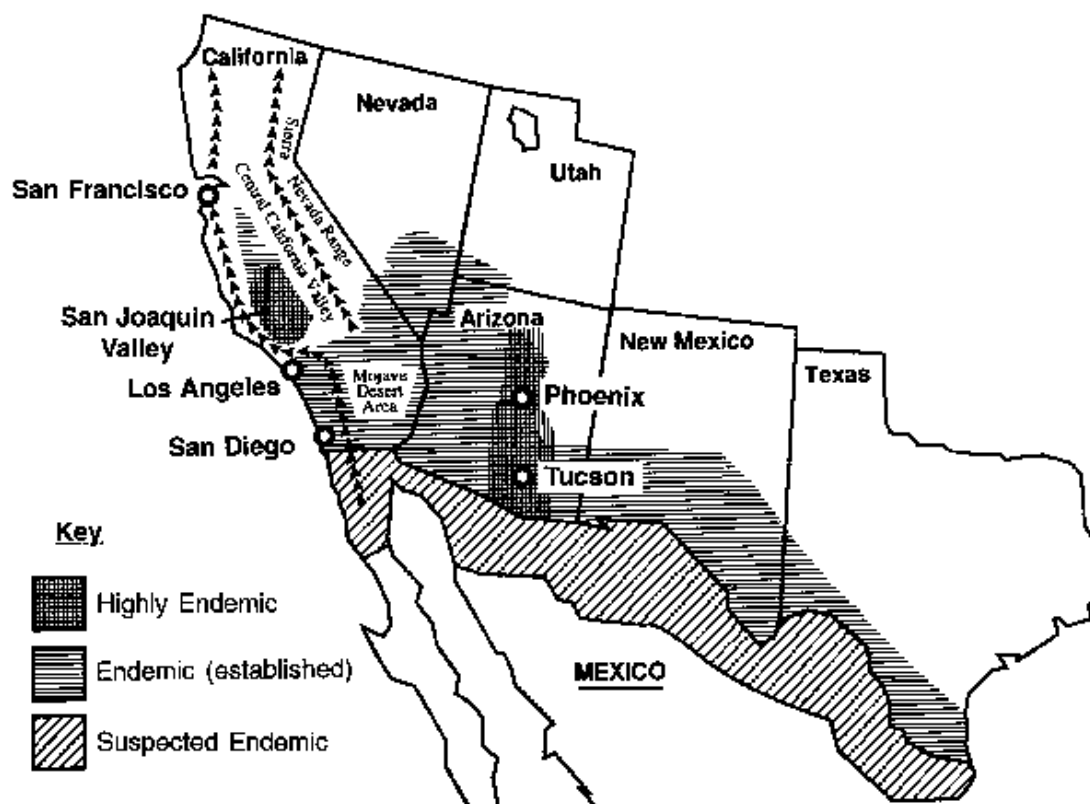 California
Nevada
Utah
Sierra
Nevada Range
Central California Valley
San Francisco
San Joaquin
Valley
Los Angeles
San Diego
Mojave
Desert
Area
Arizona
New Mexico
Texas
Phoenix
Tucson
MEXICO
Key
Highly Endemic
Endemic (established)
Suspected Endemic